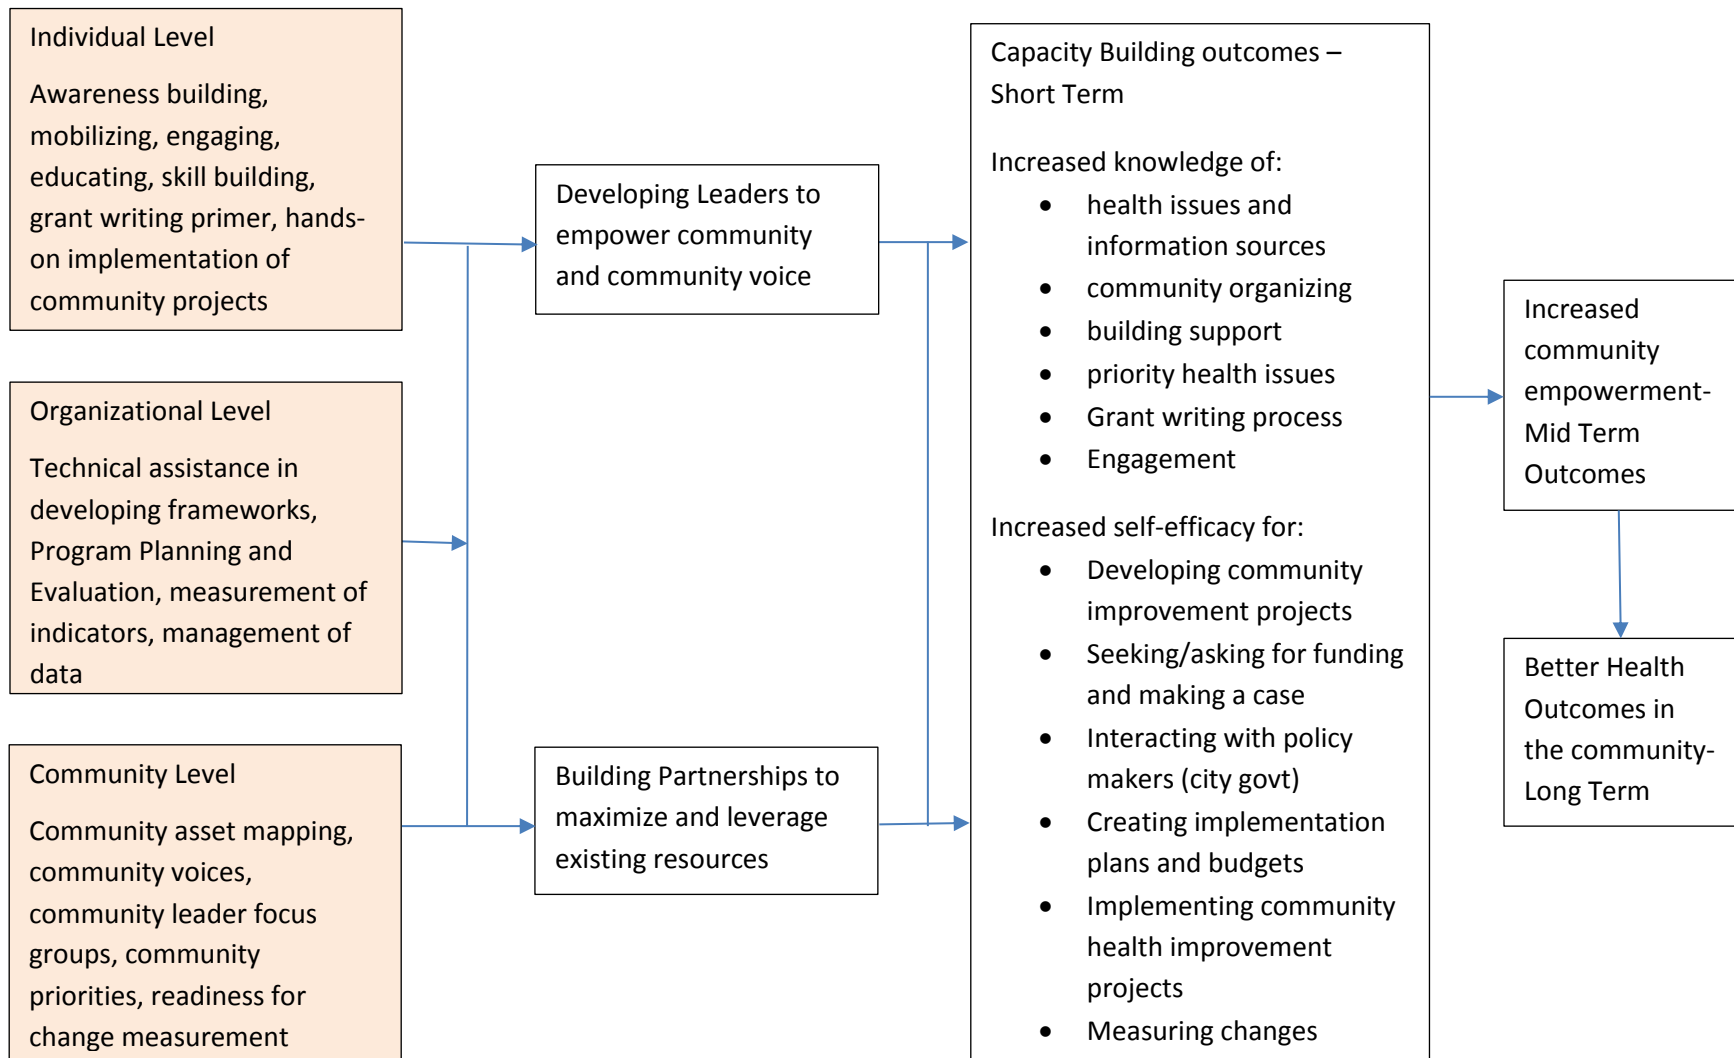 Individual Level
Awareness building,
mobilizing, engaging,
educating, skill building,
grant writing primer, hands-
on implementation of
community projects
Organizational Level
Technical assistance in
developing frameworks,
Program Planning and
Evaluation, measurement of
indicators, management of
data
Community Level
Community asset mapping,
community voices,
community leader focus
groups, community
priorities, readiness for
change measurement
Developing Leaders to
empower community
and community voice
Building Partnerships to
maximize and leverage
existing resources
Capacity Building outcomes –
Short Term
Increased knowledge of:
• health issues and
information sources
• community organizing
• building support
• priority health issues
• Grant writing process
• Engagement
Increased self-efficacy for:
• Developing community
improvement projects
• Seeking/asking for funding
and making a case
• Interacting with policy
makers (city govt)
• Creating implementation
plans and budgets
• Implementing community
health improvement
projects
• Measuring changes
Increased
community
empowerment-
Mid Term
Outcomes
Better Health
Outcomes in
the community-
Long Term